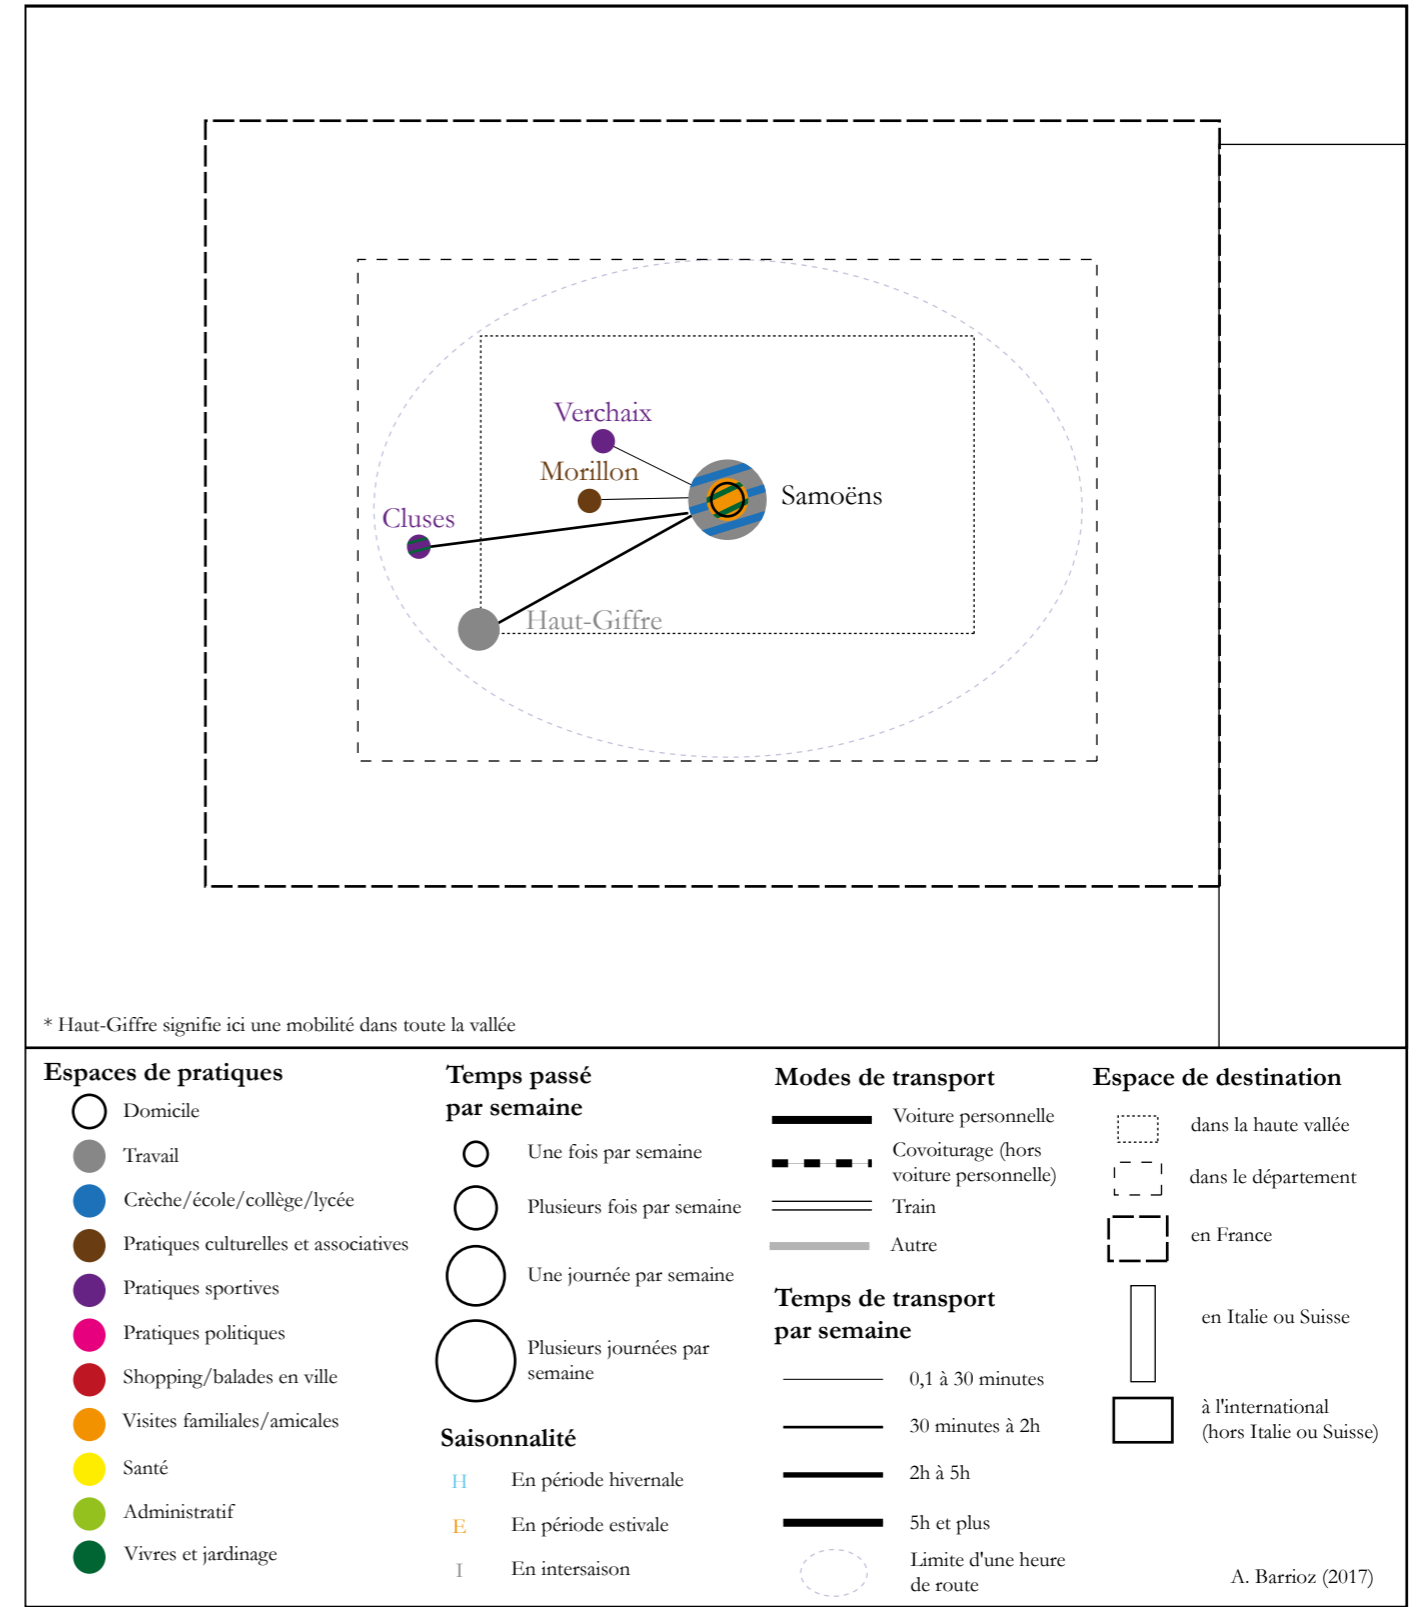 Verchaix
Morillon
Samoëns
Cluses
Haut-Giffre
* Haut-Giffre signifie ici une mobilité dans toute la vallée
Espaces de pratiques
Domicile
Travail
Crèche/école/collège/lycée
Pratiques culturelles et associatives
Pratiques sportives
Pratiques politiques
Shopping/balades en ville
Visites familiales/amicales
Santé
Administratif
Vivres et jardinage
Temps passé
par semaine
Une fois par semaine
Plusieurs fois par semaine
Une journée par semaine
Plusieurs journées par
semaine
Saisonnalité
H En période hivernale
E En période estivale
I En intersaison
Modes de transport
Voiture personnelle
Covoiturage (hors
voiture personnelle)
Train
Autre
Temps de transport
par semaine
0,1 à 30 minutes
30 minutes à 2h
2h à 5h
5h et plus
Limite d'une heure
de route
Espace de destination
dans la haute vallée
dans le département
en France
en Italie ou Suisse
à l'international
(hors Italie ou Suisse)
A. Barrioz (2017)